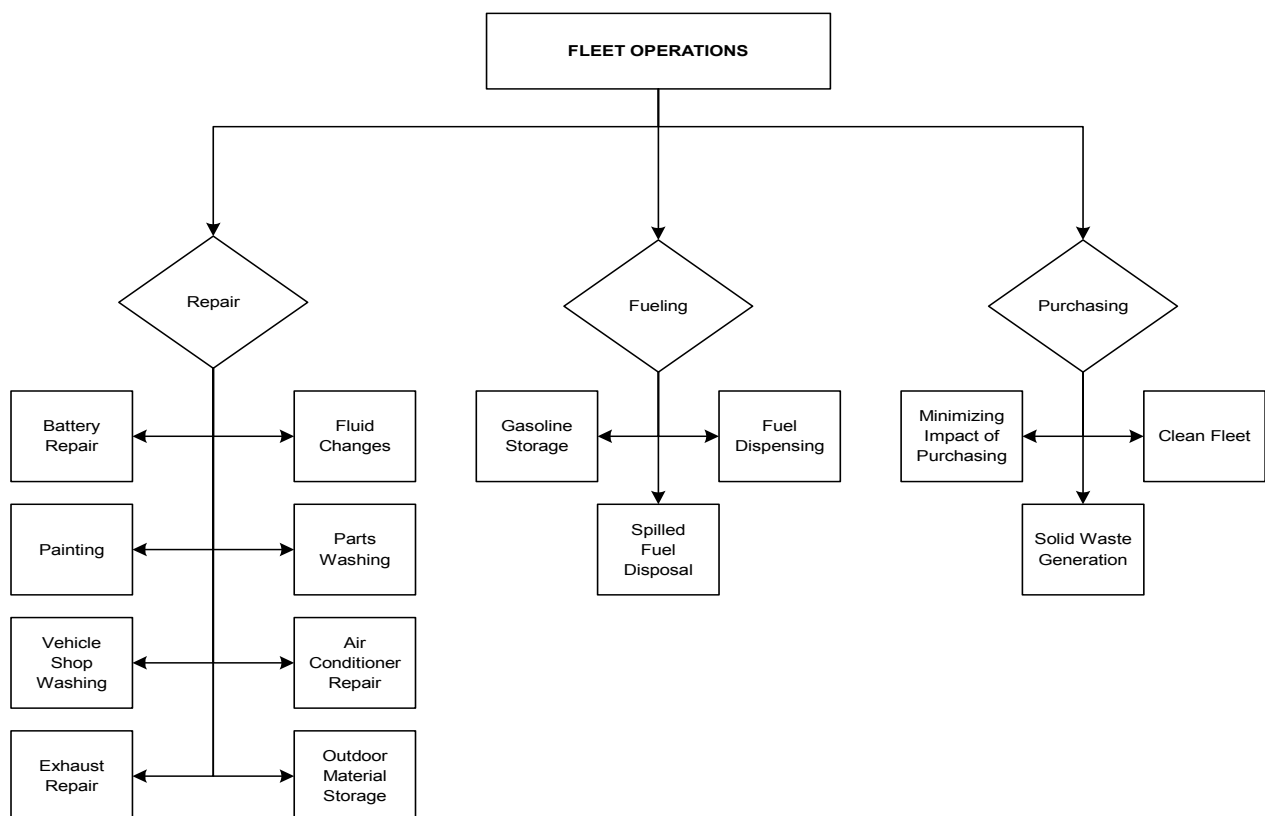 FLEET OPERATIONS
Repair
Fueling
Purchasing
Battery
Repair
Fluid
Changes
Gasoline
Storage
Fuel
Dispensing
Minimizing
Impact of
Purchasing
Clean Fleet
Painting
Parts
Washing
Spilled
Fuel
Disposal
Solid Waste
Generation
Vehicle
Shop
Washing
Air
Conditioner
Repair
Exhaust
Repair
Outdoor
Material
Storage